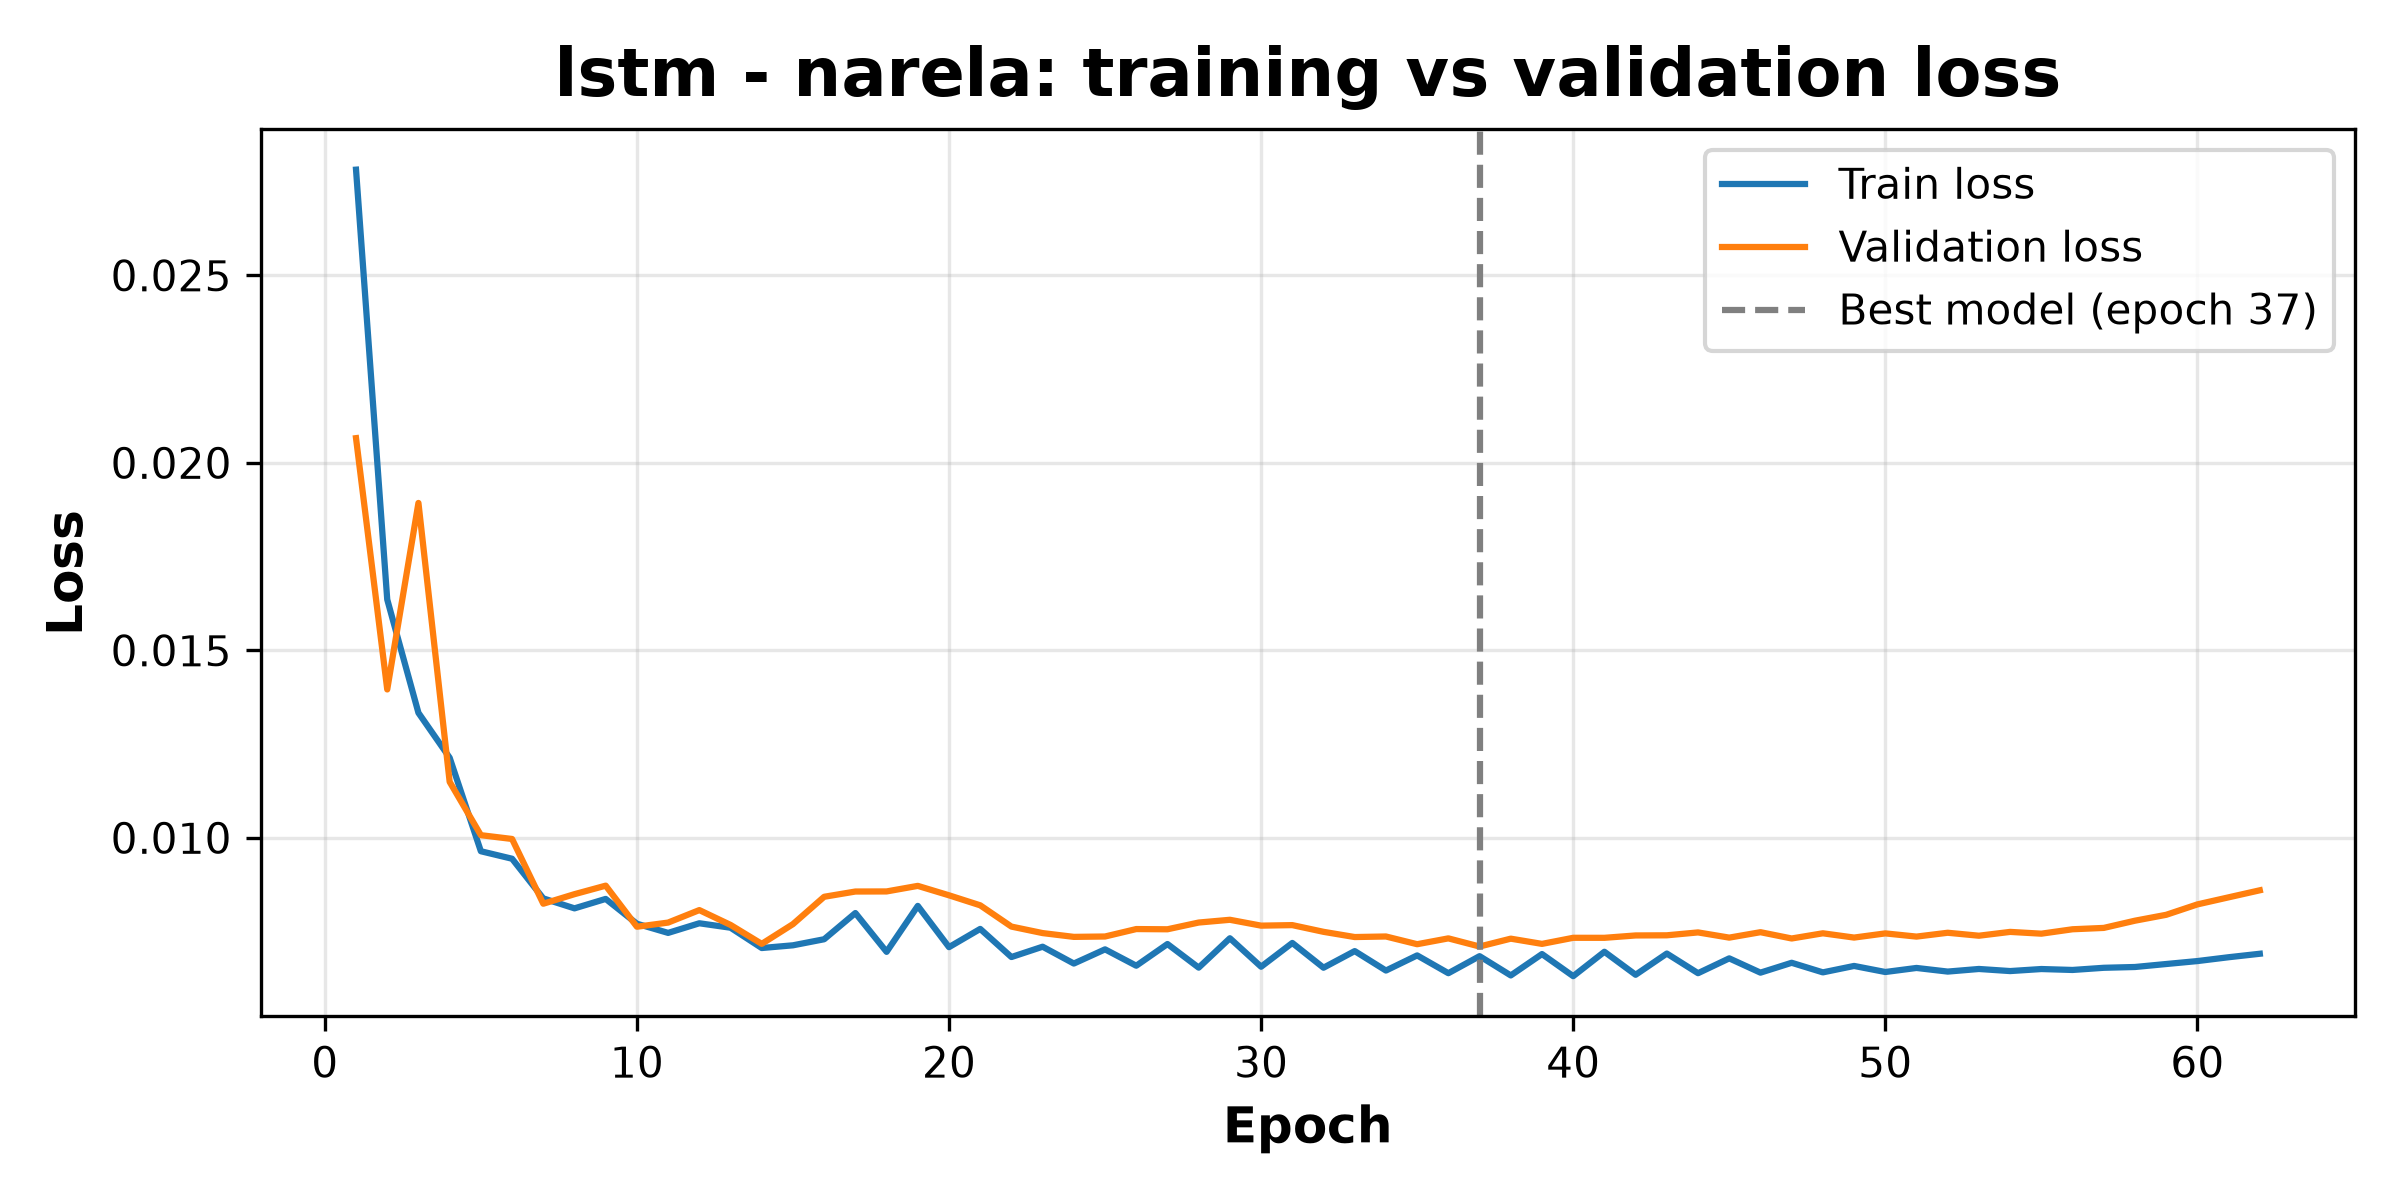 lstm - narela: training vs validation loss
Train loss
Validation loss
Best model (epoch 37)
Loss
0.025
0.020
0.015
0.010
0 10 20 30 40 50 60
Epoch